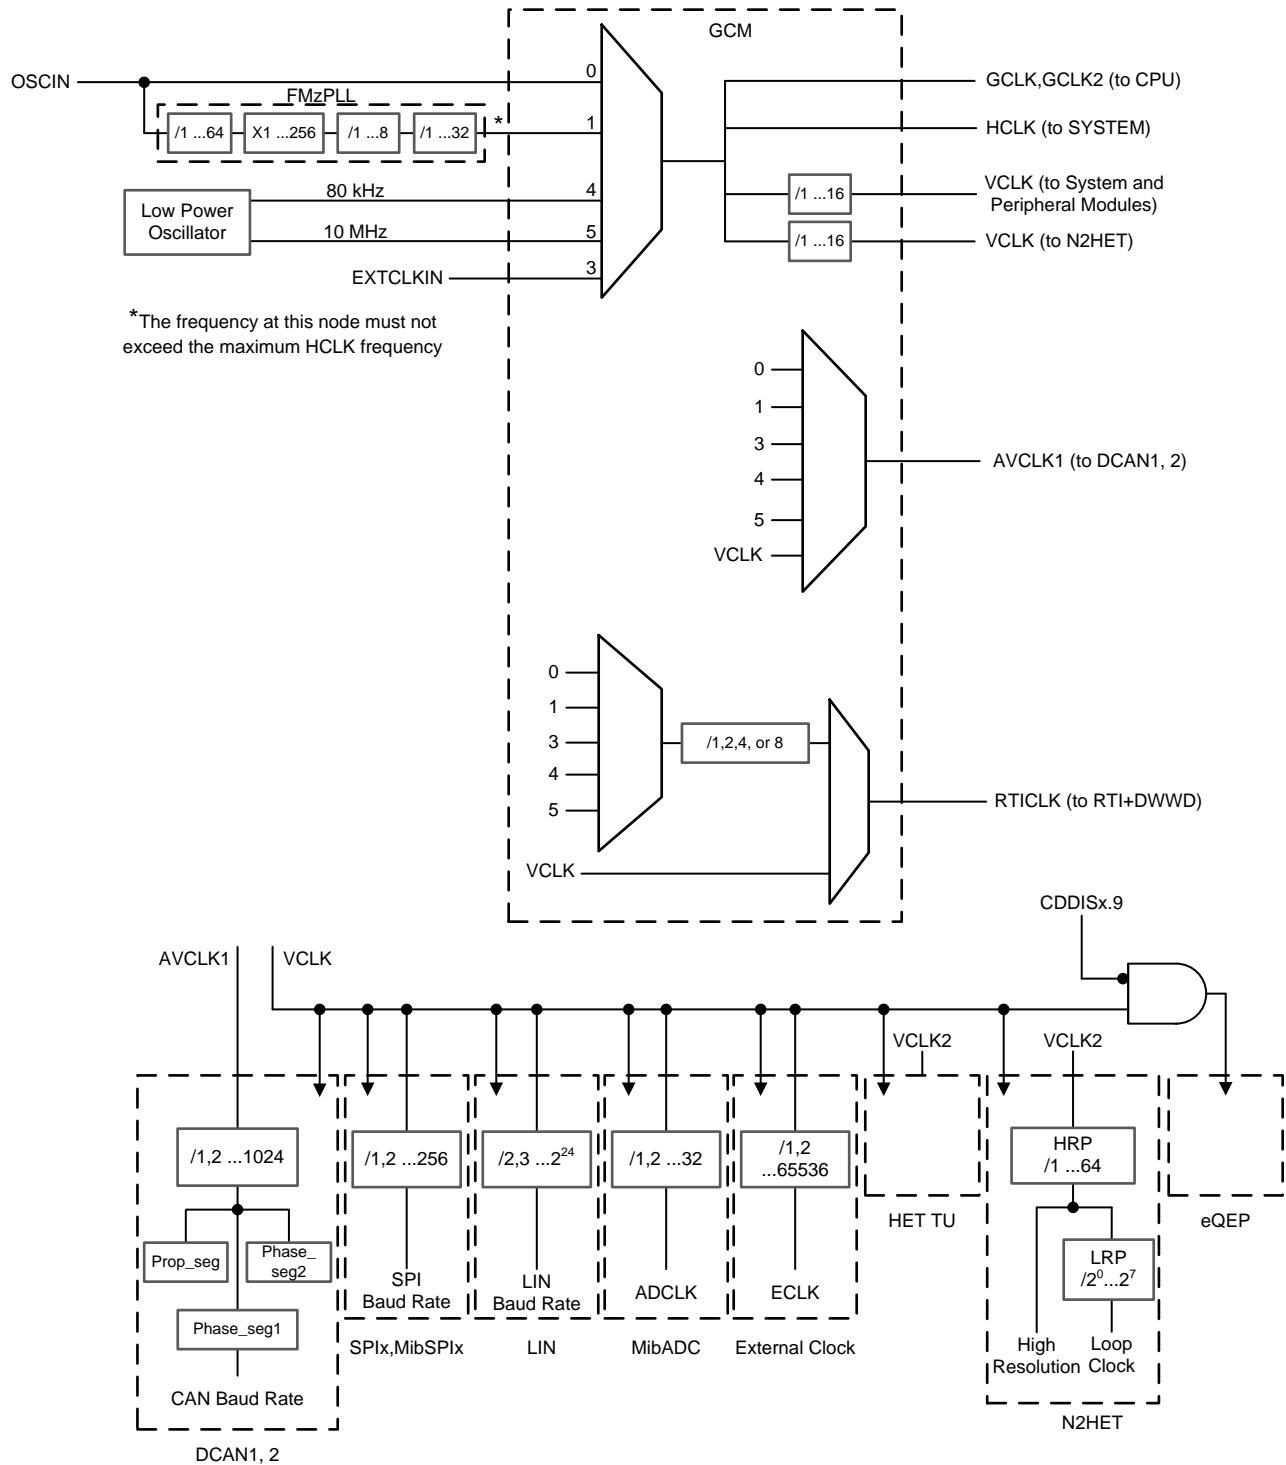 GCM
OSCIN
0
GCLK,GCLK2 (to CPU)
FMzPLL
/1 ...64
X1 ...256
/1 ...8
/1 ...32
*
1
HCLK (to SYSTEM)
Low Power
Oscillator
80 kHz
4
/1 ...16
VCLK (to System and
Peripheral Modules)
10 MHz
5
/1 ...16
VCLK (to N2HET)
EXTCLKIN
3
*The frequency at this node must not
exceed the maximum HCLK frequency
0
1
3
4
5
VCLK
AVCLK1 (to DCAN1, 2)
0
1
3
4
5
/1,2,4, or 8
VCLK
RTICLK (to RTI+DWWD)
CDDISx.9
AVCLK1
VCLK
VCLK2
VCLK2
/1,2 ...1024
/1,2 ...256
/2,3 ...2²⁴
/1,2 ...32
/1,2
...65536
HRP
/1 ...64
HET TU
eQEP
Prop_seg
Phase_
seg2
Phase_seg1
CAN Baud Rate
DCAN1, 2
SPI
Baud Rate
SPIx,MibSPIx
LIN
Baud Rate
LIN
ADCLK
MibADC
ECLK
External Clock
LRP
/2⁰...2⁷
High
Resolution
Loop
Clock
N2HET